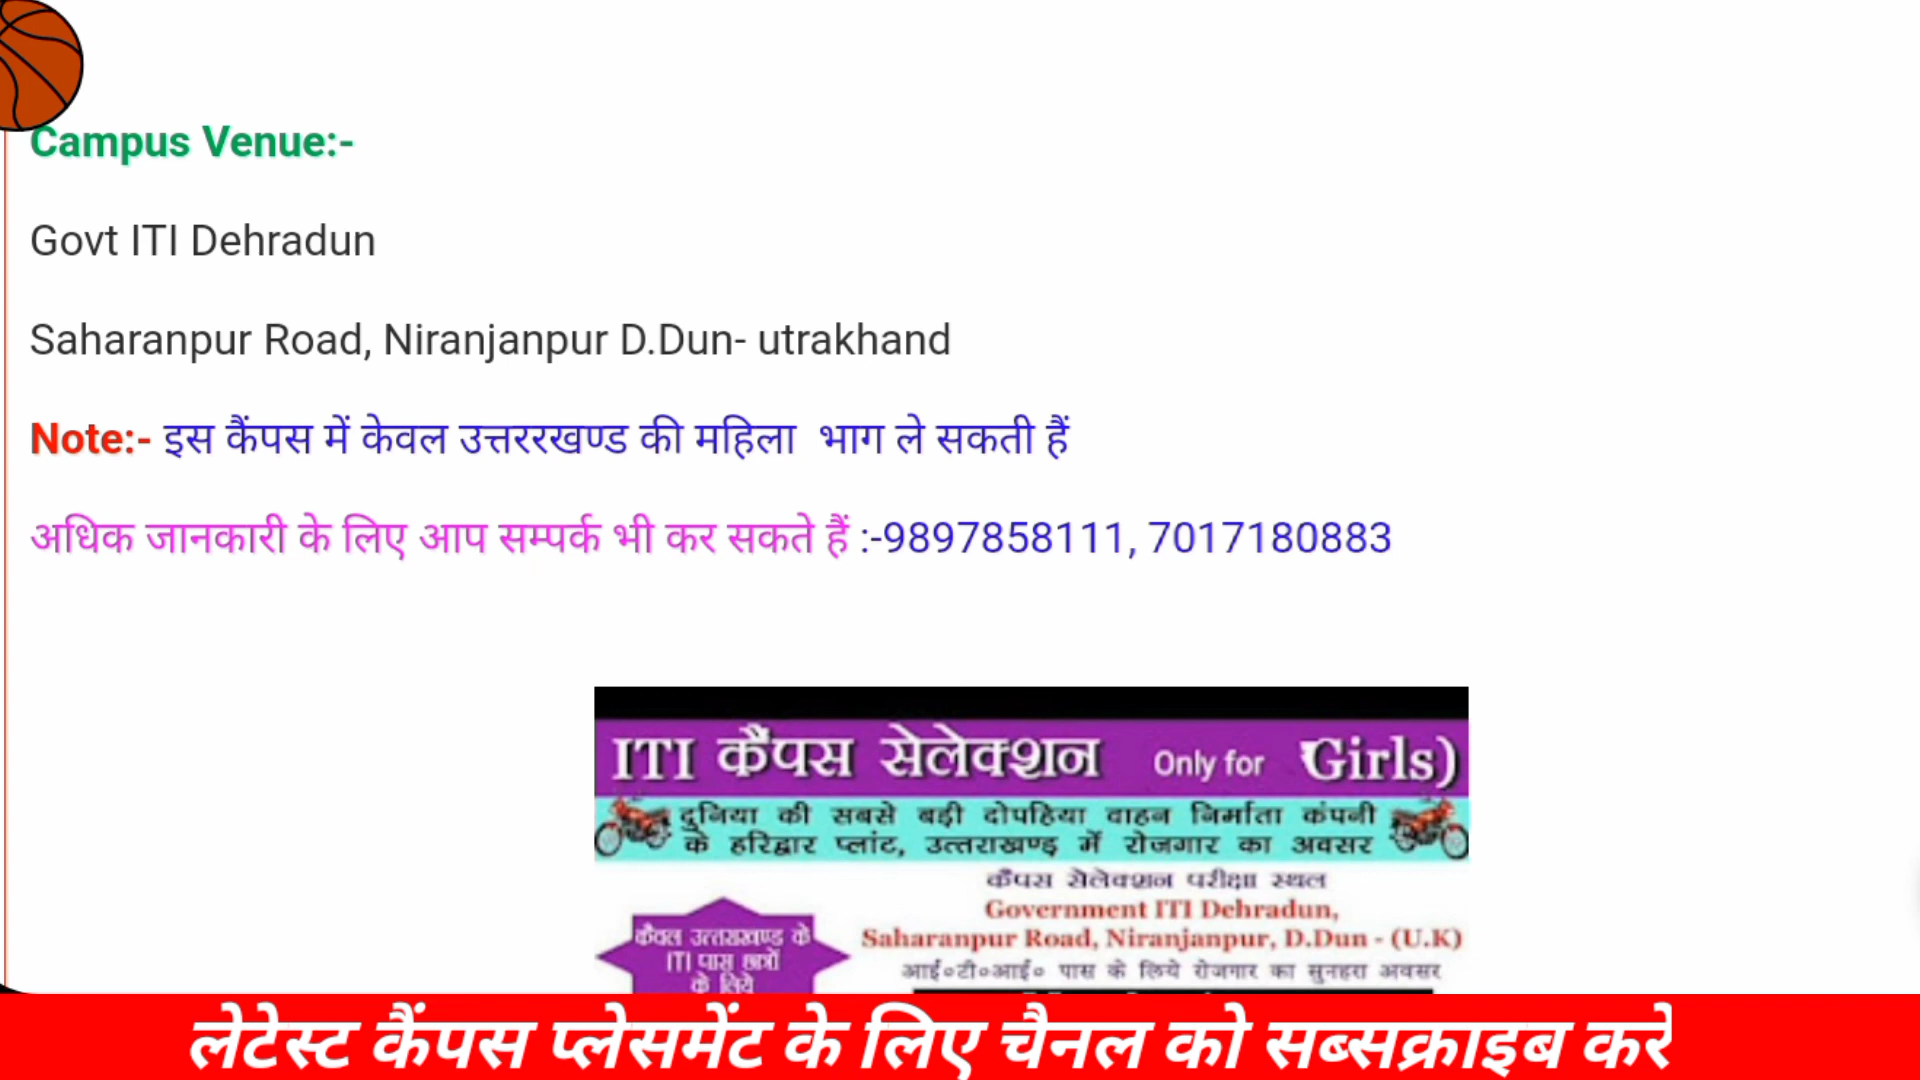 Campus Venue:-
Govt ITI Dehradun
Saharanpur Road, Niranjanpur D.Dun- utrakhand
Note:- इस कैंपस में केवल उत्तररखण्ड की महिला भाग ले सकती हैं
अधिक जानकारी के लिए आप सम्पर्क भी कर सकते हैं :-9897858111, 7017180883
ITI कैंपस सेलेक्शन Only for Girls)
दुनिया की सबसे बड़ी दोपहिया वाहन निर्माता कंपनी
के हरिद्वार प्लांट, उत्तराखण्ड में रोजगार का अवसर
कैंपस सेलेक्शन परीक्षा स्थल
Government ITI Dehradun,
Saharanpur Road, Niranjanpur, D.Dun - (U.K)
आई०टी०आई० पास के लिये रोजगार का सुनहरा अवसर
केवल उत्तराखण्ड के
ITI पास छात्रों
के लिये
लेटेस्ट कैंपस प्लेसमेंट के लिए चैनल को सब्सक्राइब करे